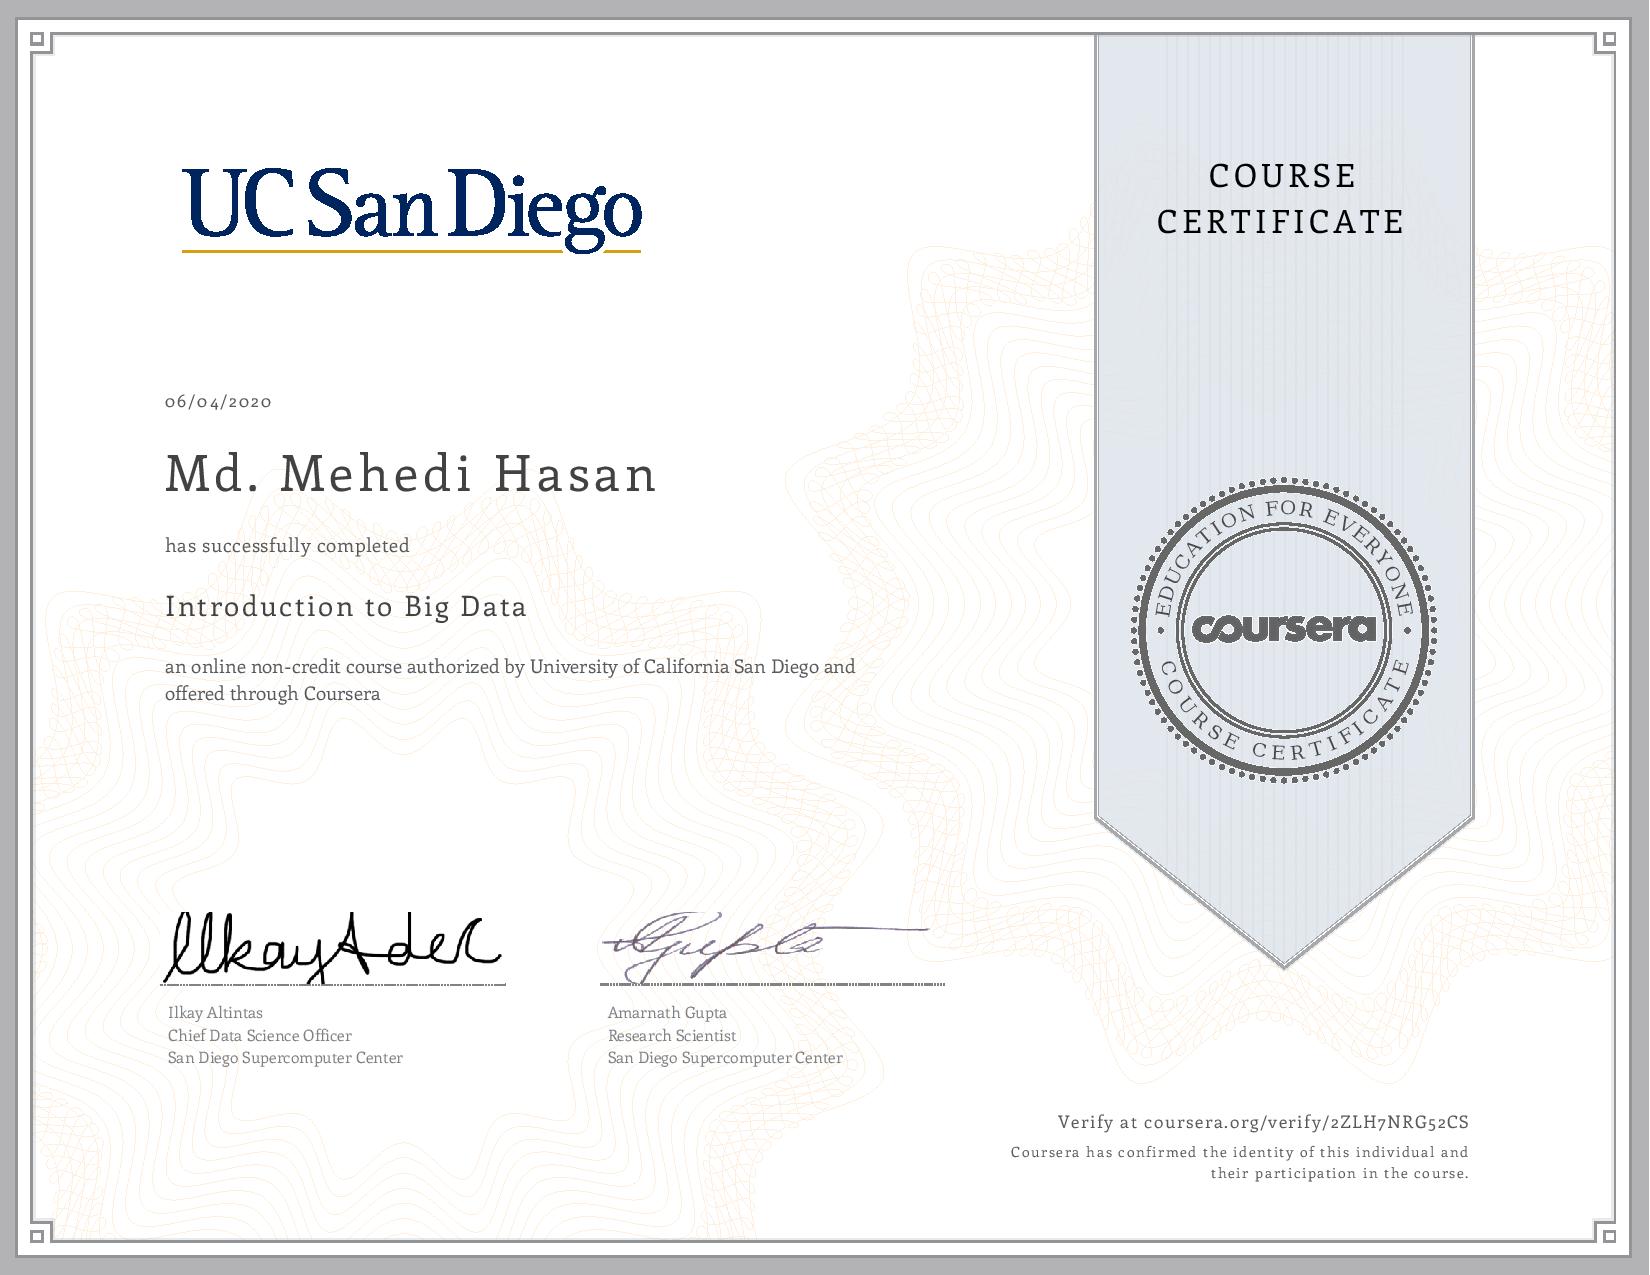 UC San Diego
COURSE
CERTIFICATE
06/04/2020
Md. Mehedi Hasan
has successfully completed
Introduction to Big Data
an online non-credit course authorized by University of California San Diego and
offered through Coursera
EDUCATION FOR EVERYONE
coursera
COURSE CERTIFICATE
Ilkay Altintas
Chief Data Science Officer
San Diego Supercomputer Center
Amarnath Gupta
Research Scientist
San Diego Supercomputer Center
Verify at coursera.org/verify/2ZLH7NRG52CS
Coursera has confirmed the identity of this individual and
their participation in the course.